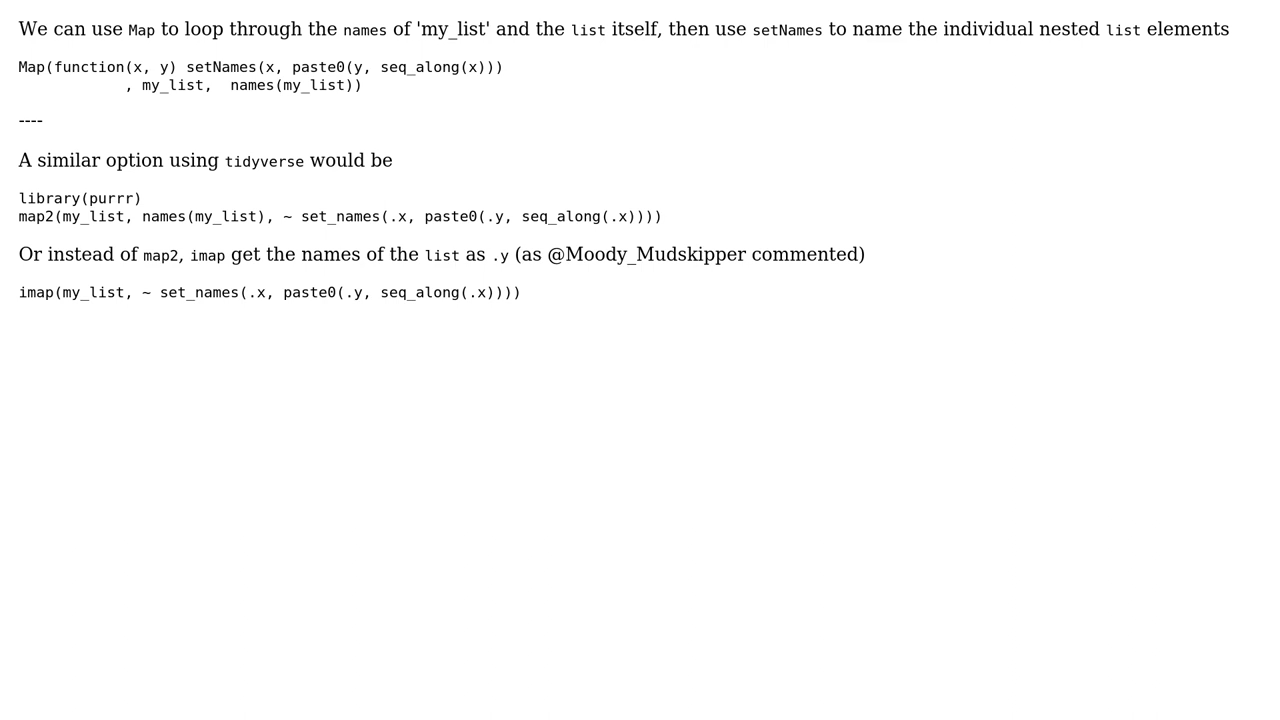 We can use Map to loop through the names of 'my_list' and the list itself, then use setNames to name the individual nested list elements
Map(function(x, y) setNames(x, paste0(y, seq_along(x)))
            , my_list,  names(my_list))
----
A similar option using tidyverse would be
library(purrr)
map2(my_list, names(my_list), ~ set_names(.x, paste0(.y, seq_along(.x))))
Or instead of map2, imap get the names of the list as .y (as @Moody_Mudskipper commented)
imap(my_list, ~ set_names(.x, paste0(.y, seq_along(.x))))